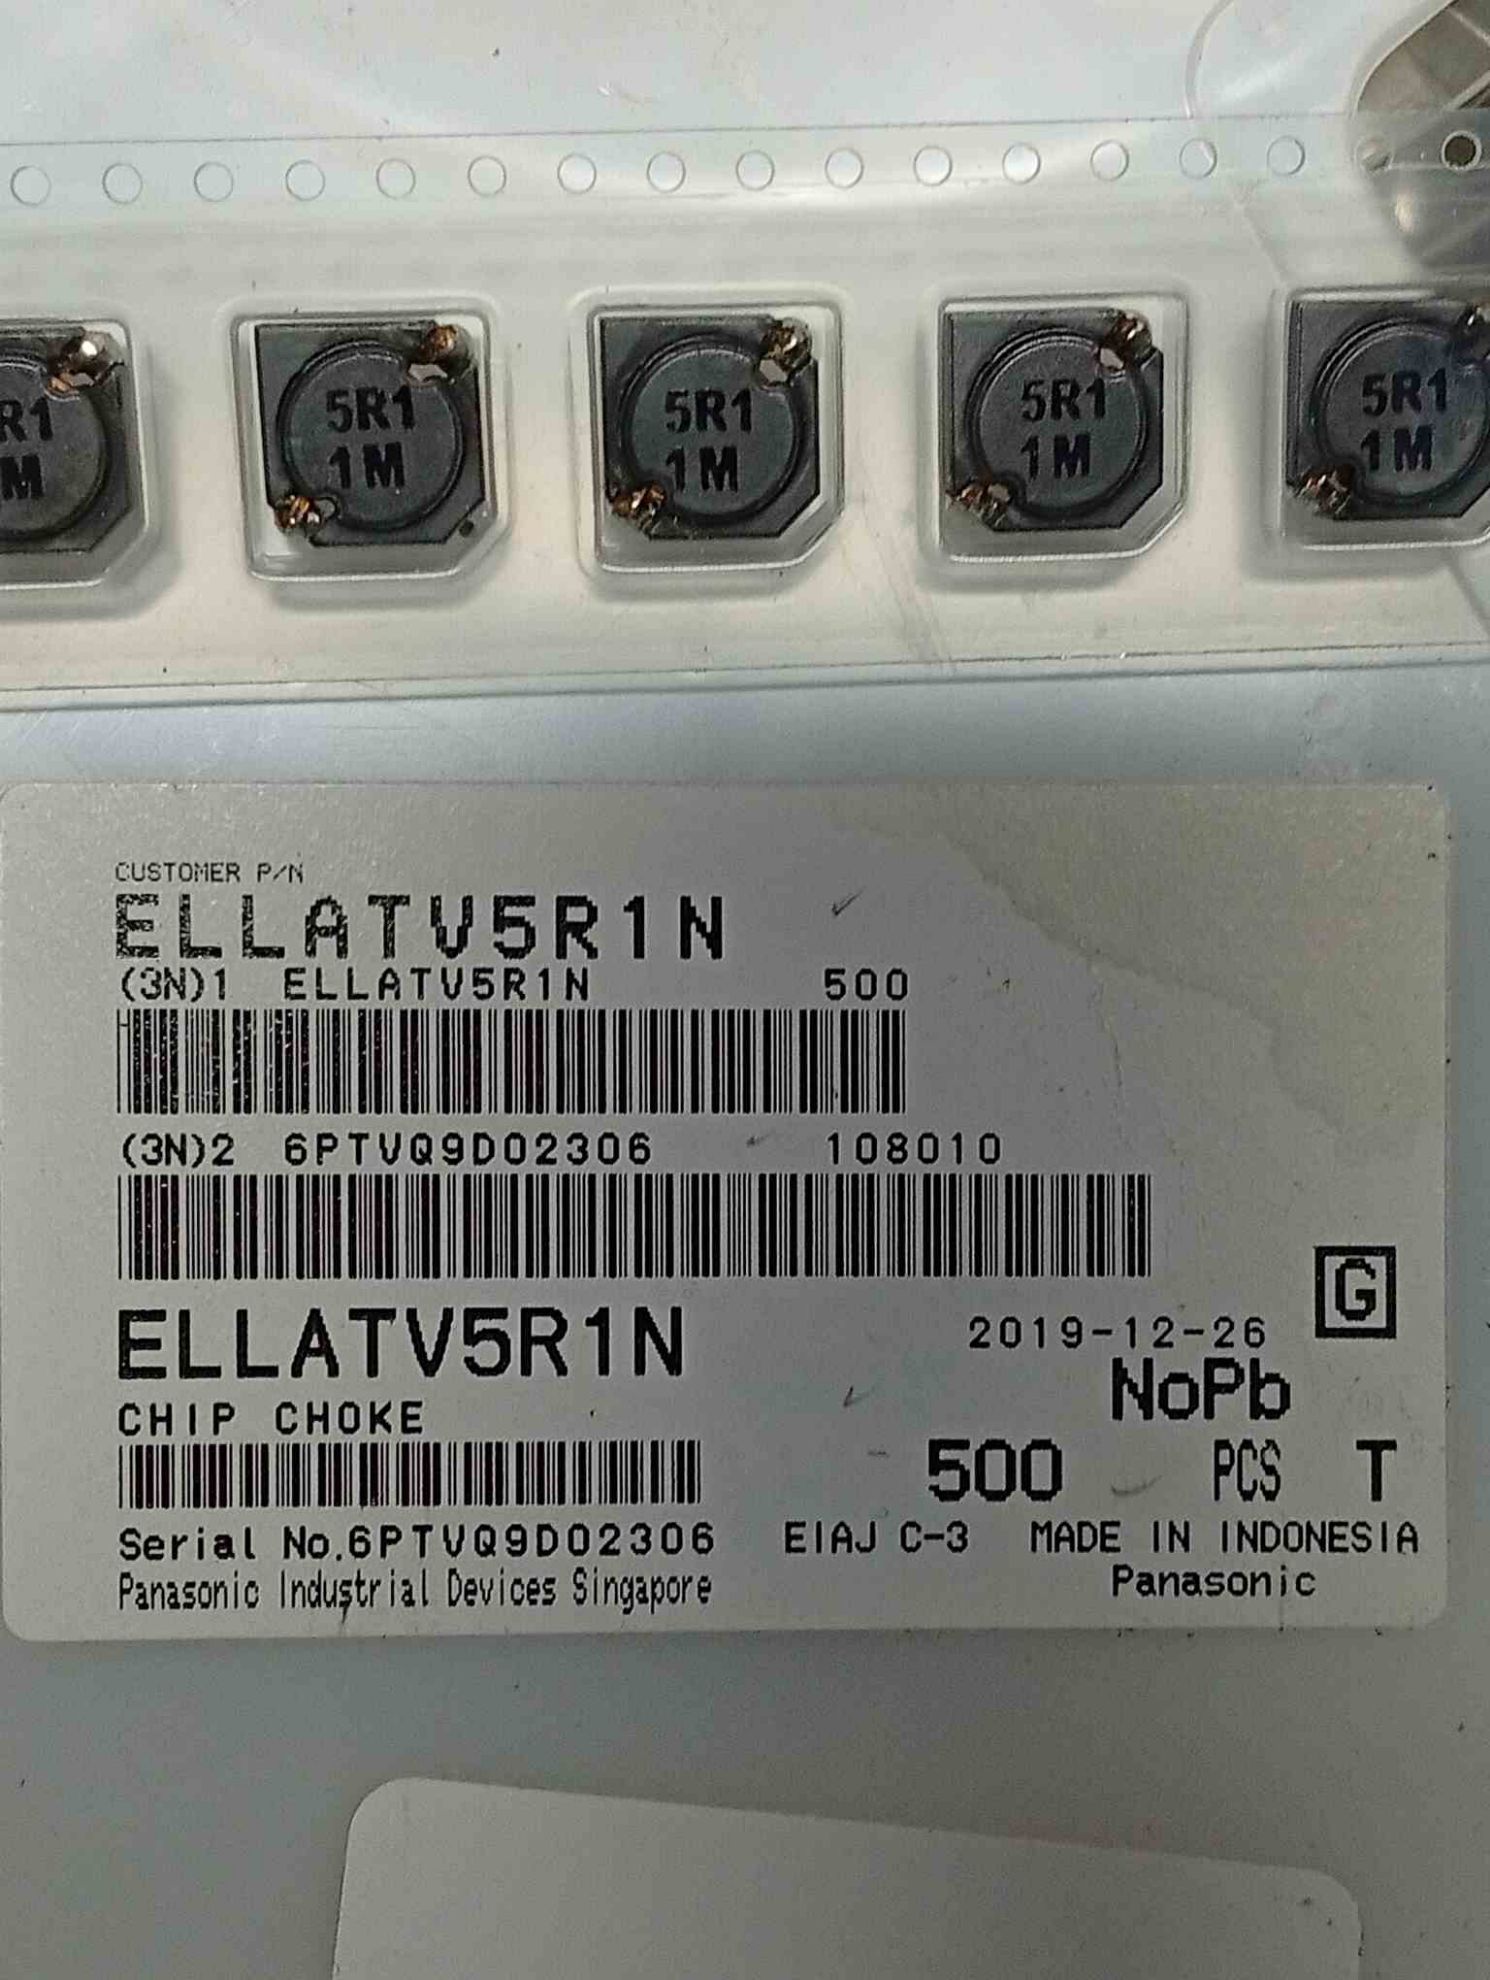 R1
M
5R1
1M
5R1
1M
5R1
1M
5R1
1M
CUSTOMER P/N
ELLATV5R1N
(3N)1 ELLATV5R1N 500
(3N)2 6PTVQ9D02306 108010
G
ELLATV5R1N 2019-12-26
NoPb
CHIP CHOKE
500 PCS T
Serial No.6PTVQ9D02306 EIAJ C-3 MADE IN INDONESIA
Panasonic Industrial Devices Singapore Panasonic